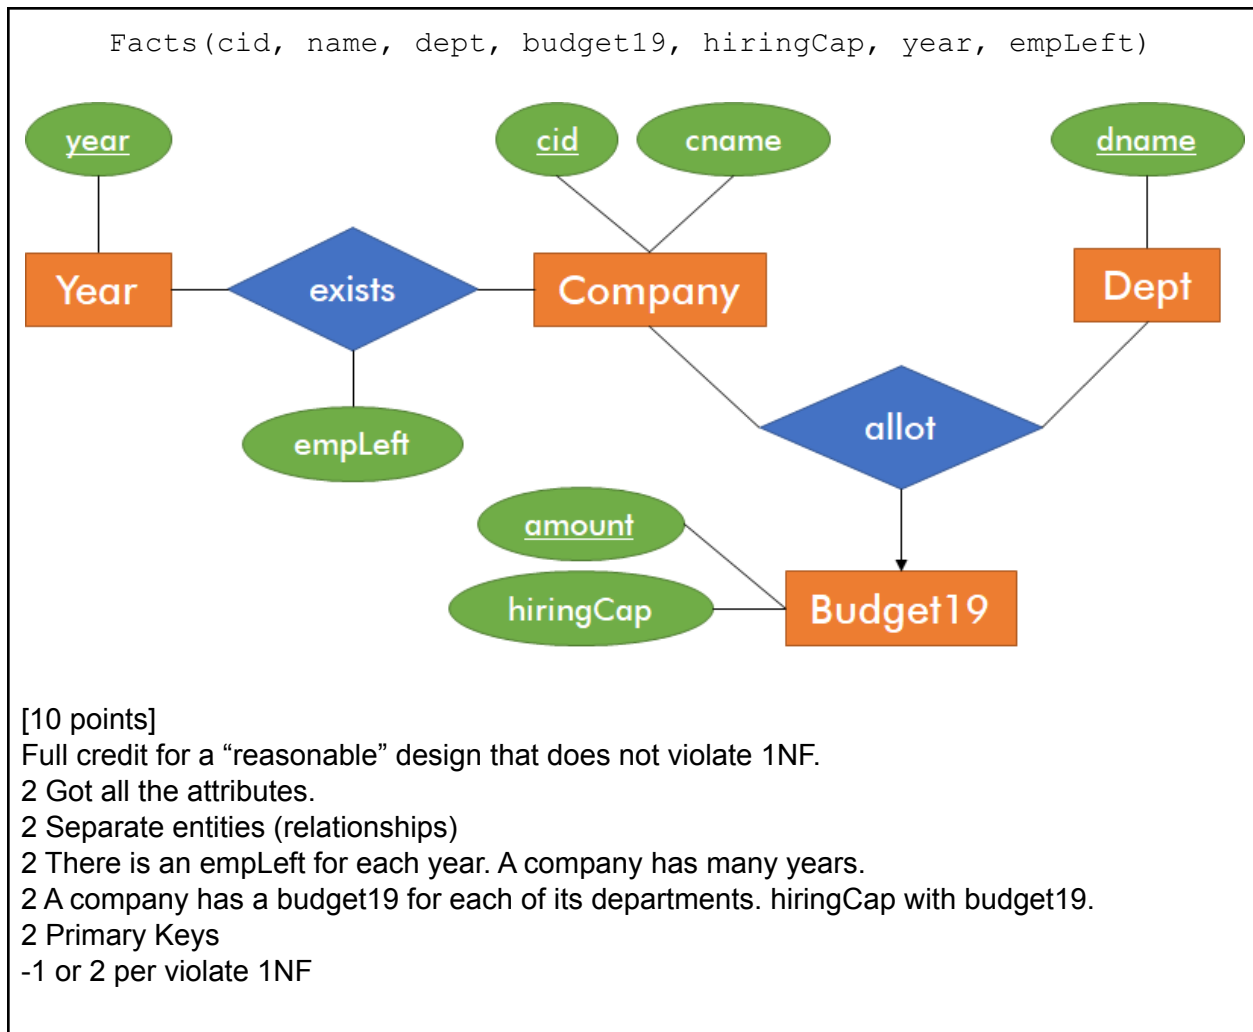 Facts(cid, name, dept, budget19, hiringCap, year, empLeft)
year
cid
cname
dname
Year
exists
Company
Dept
empLeft
allot
amount
hiringCap
Budget19
[10 points]
Full credit for a “reasonable” design that does not violate 1NF.
2 Got all the attributes.
2 Separate entities (relationships)
2 There is an empLeft for each year. A company has many years.
2 A company has a budget19 for each of its departments. hiringCap with budget19.
2 Primary Keys
-1 or 2 per violate 1NF